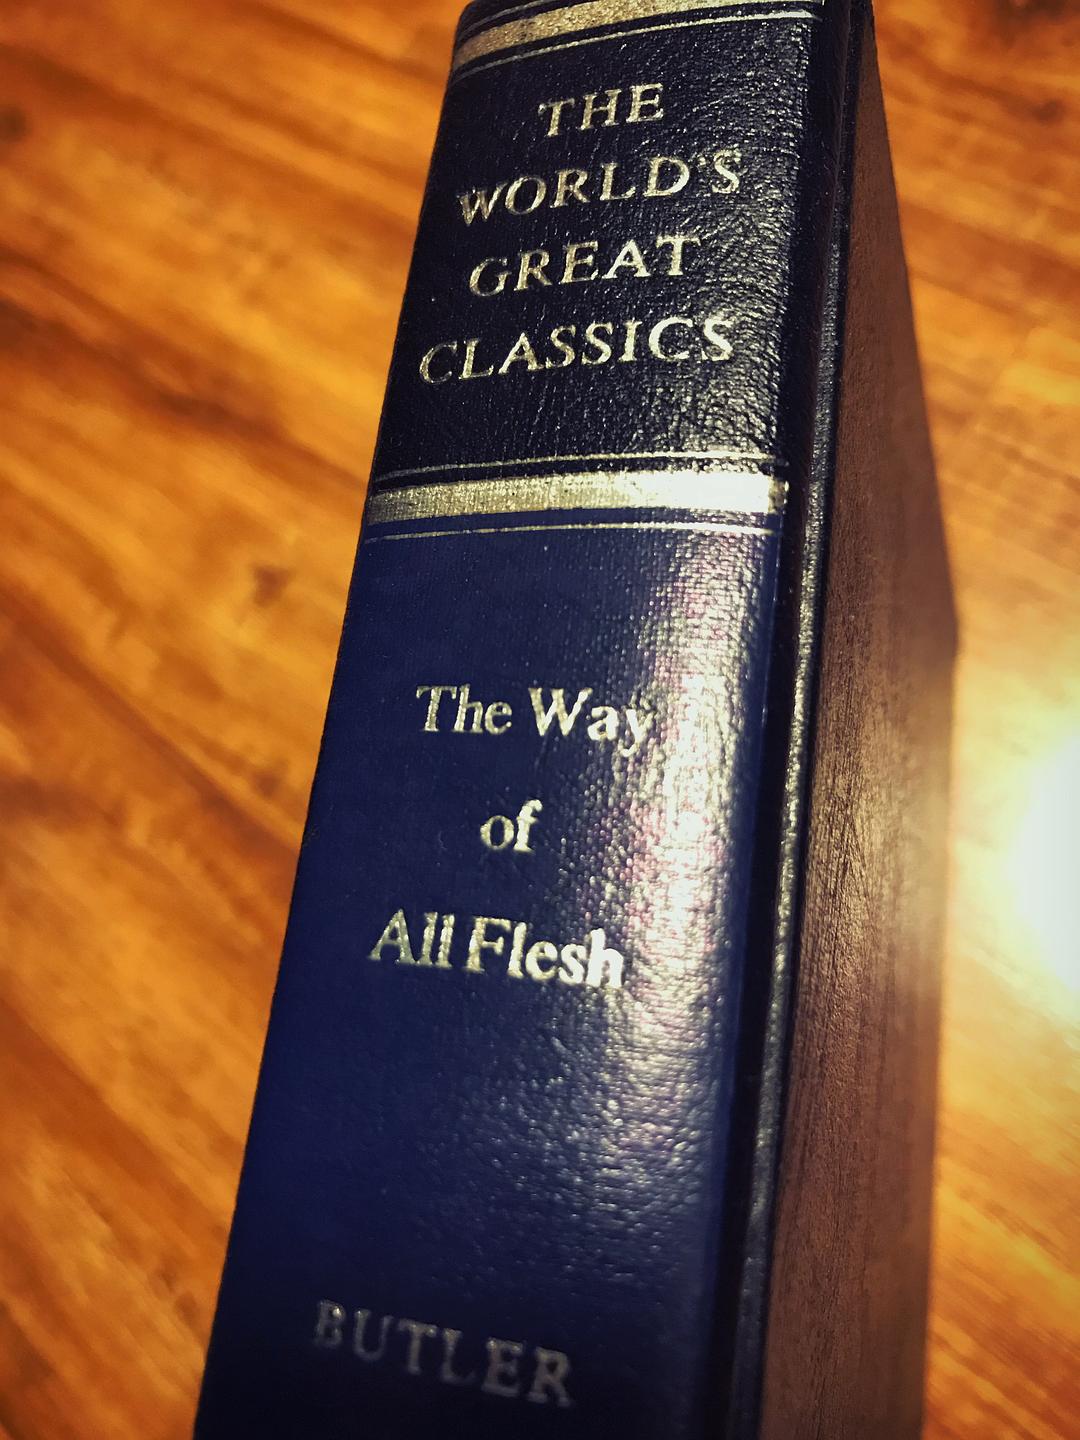 THE
WORLD'S
GREAT
CLASSICS
The Way
of
All Flesh
BUTLER